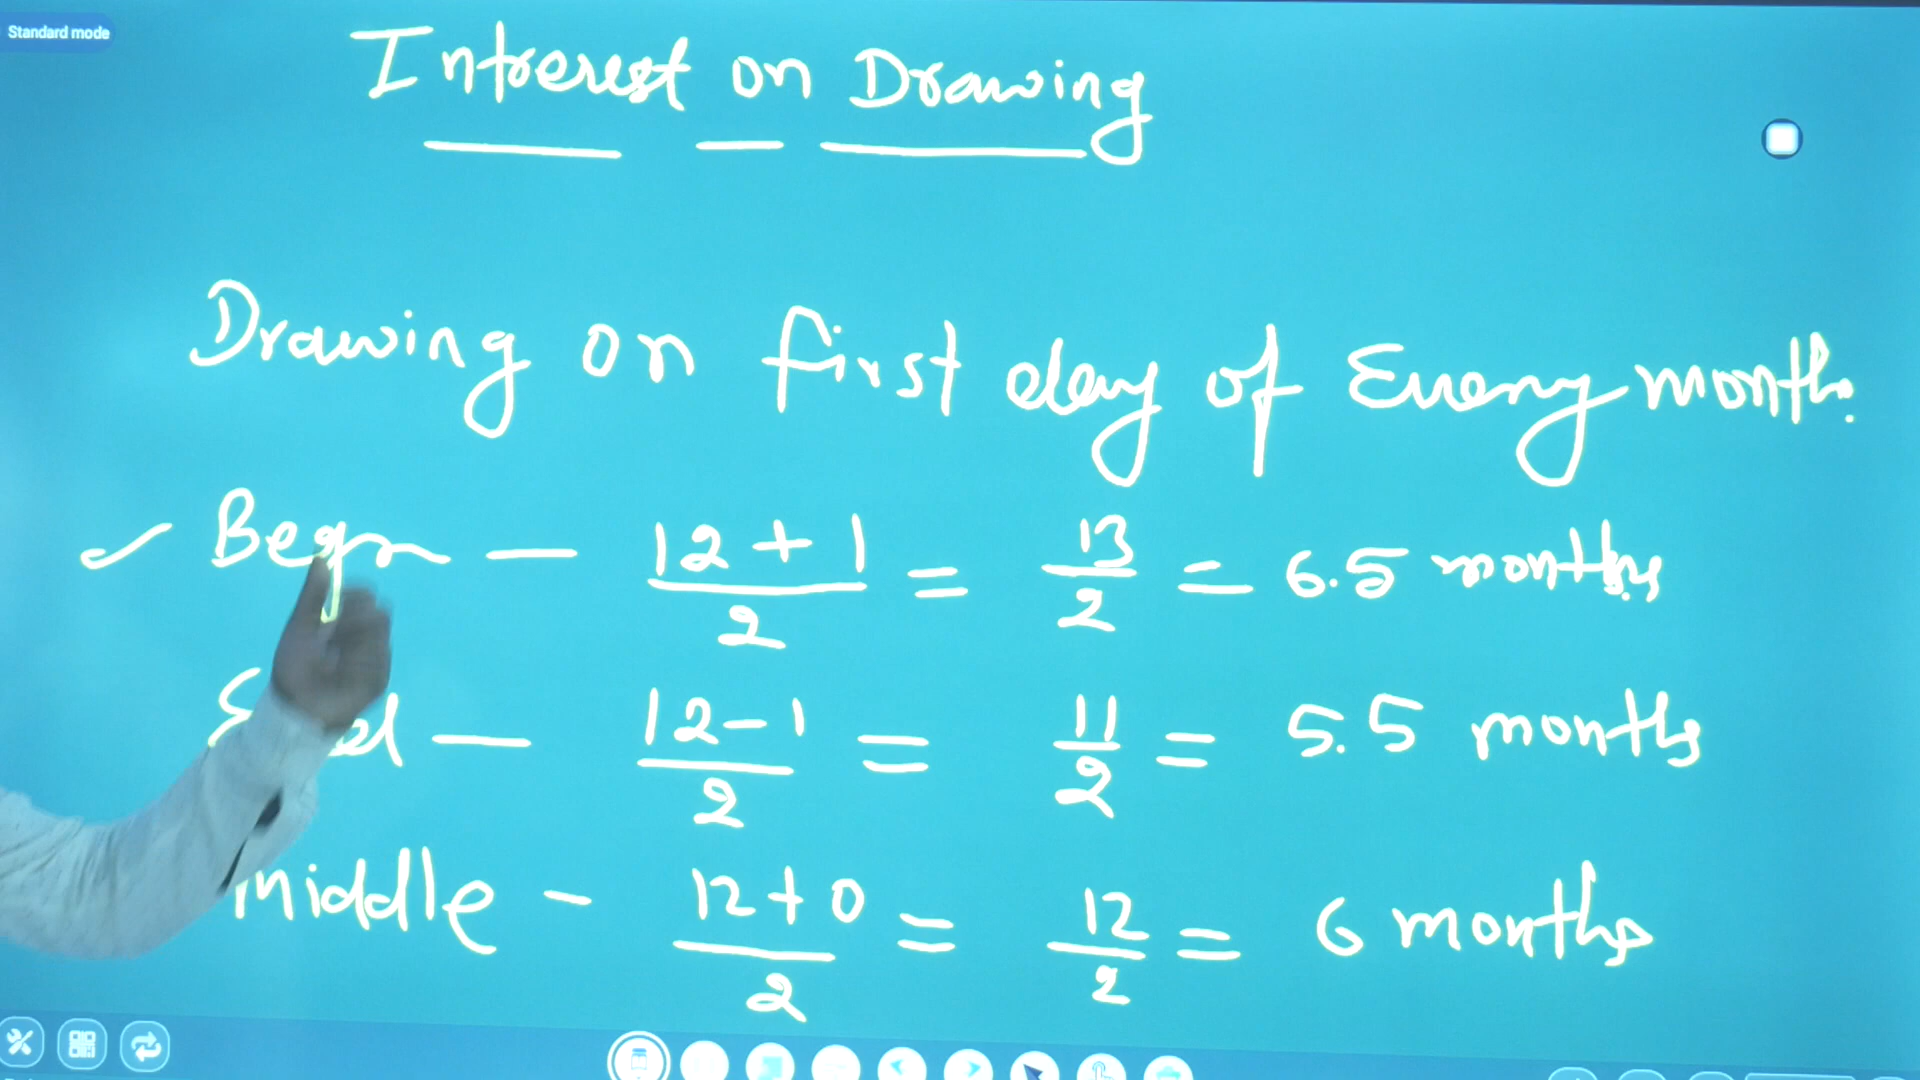 Standard mode
Interest on Drawing
Drawing on first day of Every month.
✓ Begn — 12 + 1 / 2 = 13 / 2 = 6.5 months
— 12 - 1 / 2 = 11 / 2 = 5.5 months
middle - 12 + 0 / 2 = 12 / 2 = 6 months